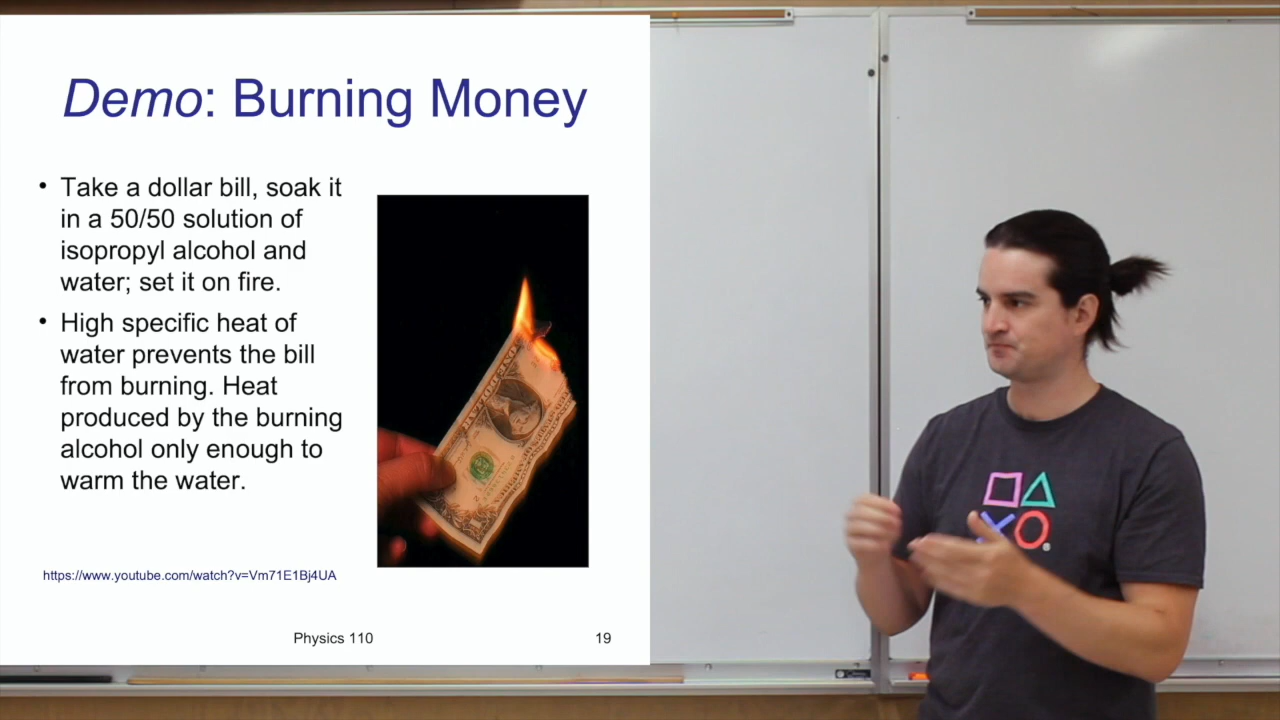 Demo: Burning Money
• Take a dollar bill, soak it
in a 50/50 solution of
isopropyl alcohol and
water; set it on fire.
• High specific heat of
water prevents the bill
from burning. Heat
produced by the burning
alcohol only enough to
warm the water.
https://www.youtube.com/watch?v=Vm71E1Bj4UA
Physics 110
19